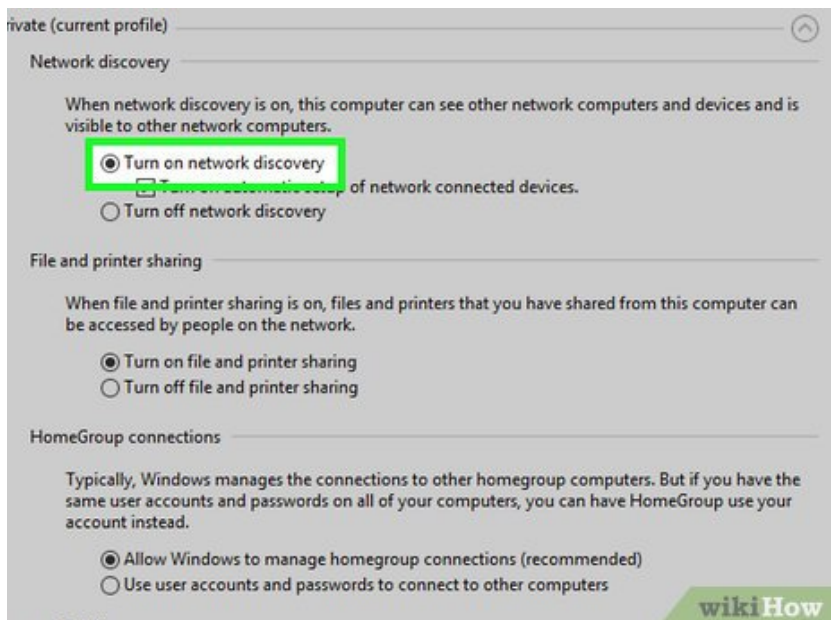 rivate (current profile)
Network discovery
When network discovery is on, this computer can see other network computers and devices and is
visible to other network computers.
Turn on network discovery
Turn on automatic setup of network connected devices.
Turn off network discovery
File and printer sharing
When file and printer sharing is on, files and printers that you have shared from this computer can
be accessed by people on the network.
Turn on file and printer sharing
Turn off file and printer sharing
HomeGroup connections
Typically, Windows manages the connections to other homegroup computers. But if you have the
same user accounts and passwords on all of your computers, you can have HomeGroup use your
account instead.
Allow Windows to manage homegroup connections (recommended)
Use user accounts and passwords to connect to other computers
wikiHow